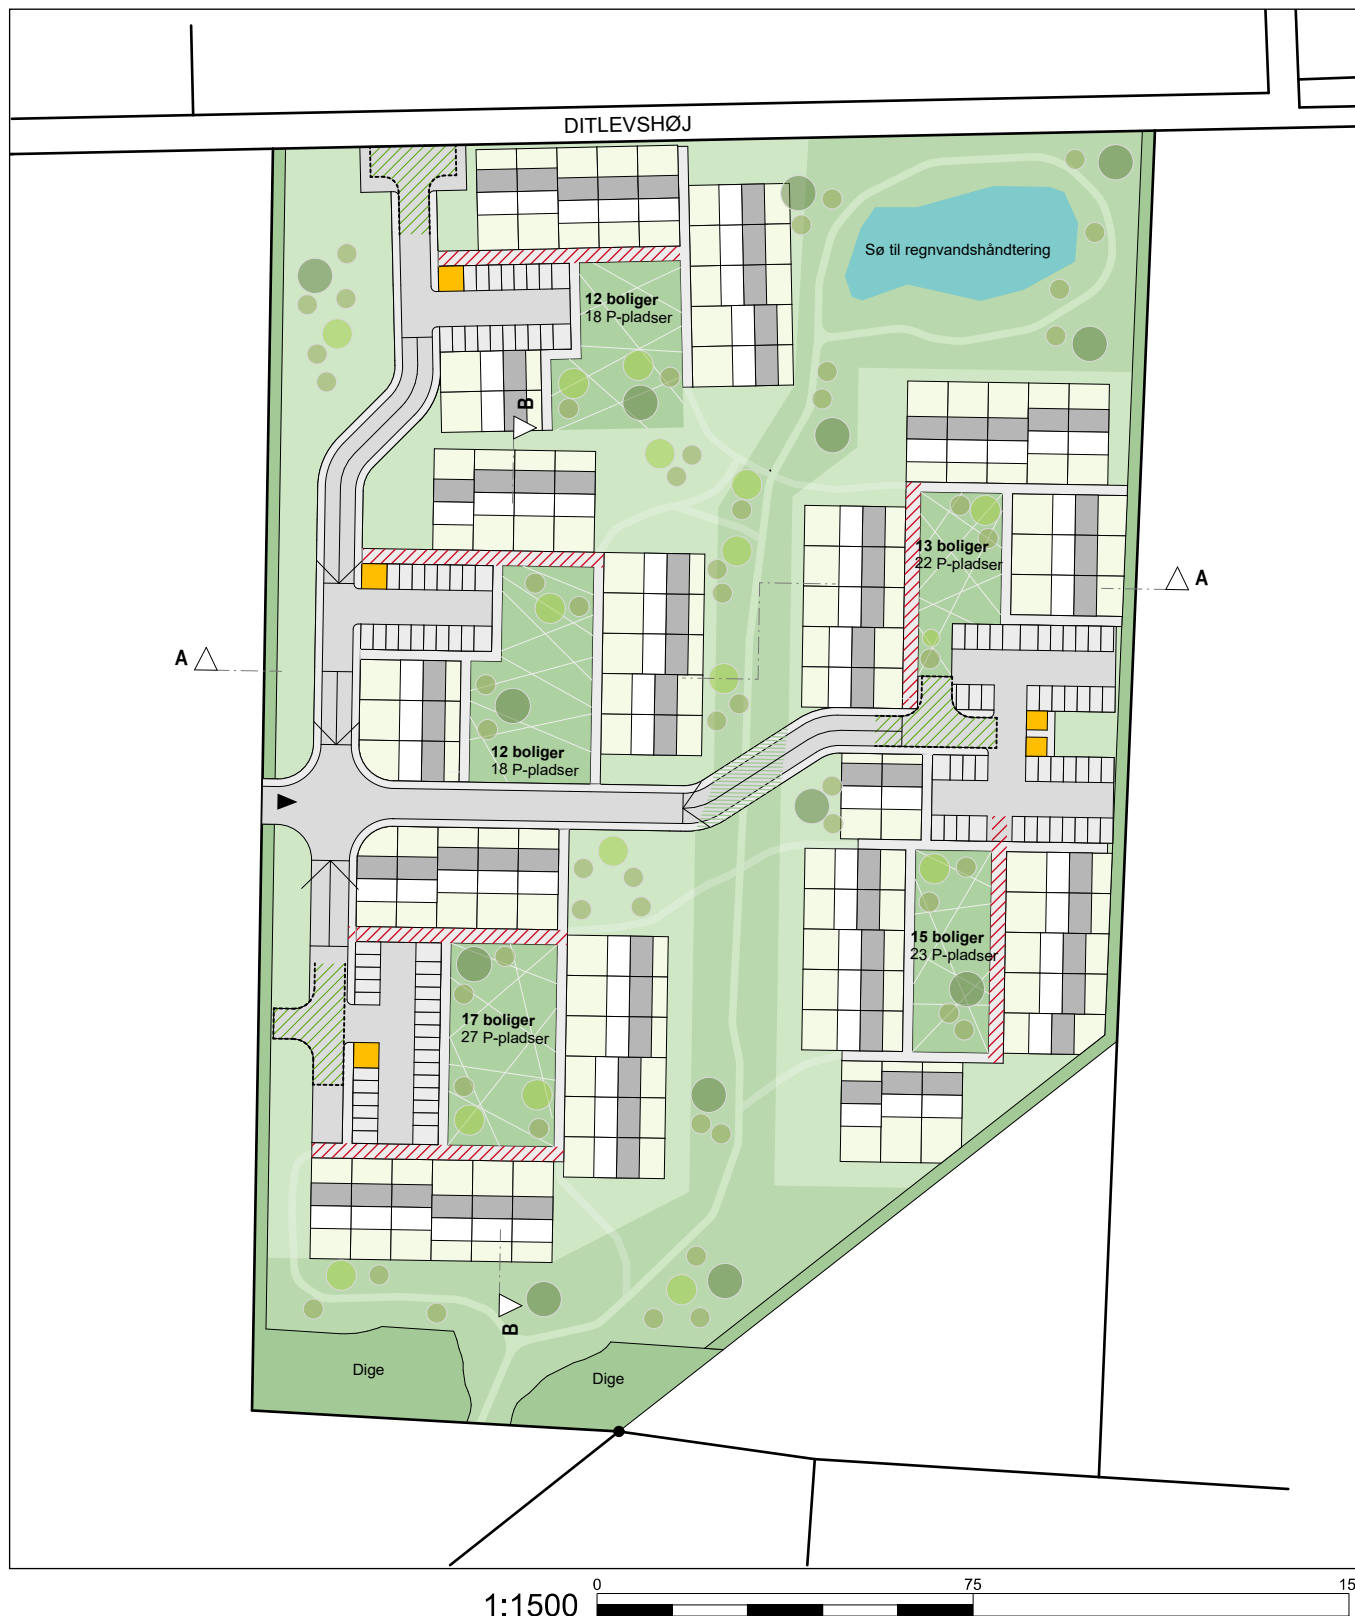 DITLEVSHØJ
Sø til regnvandshåndtering
12 boliger
18 P-pladser
B
13 boliger
22 P-pladser
A
A
12 boliger
18 P-pladser
15 boliger
23 P-pladser
17 boliger
27 P-pladser
B
Dige
Dige
1:1500
0
75
15